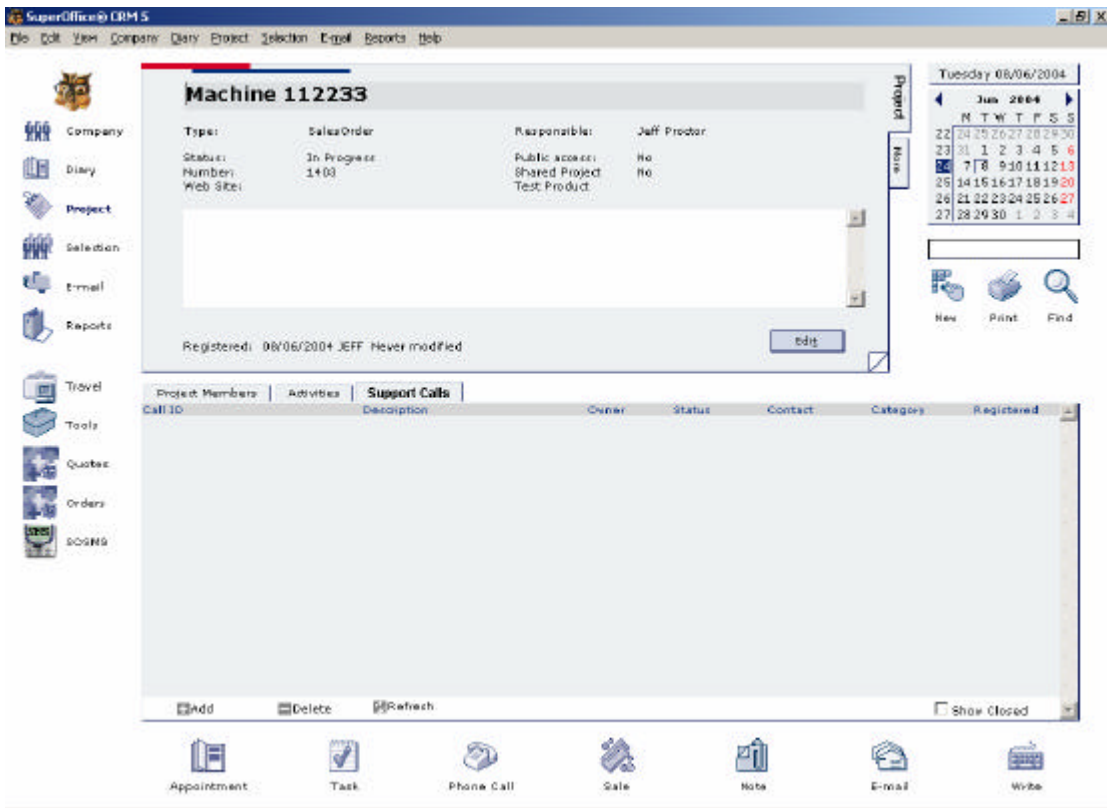 SuperOffice® CRM 5
File Edit View Company Diary Project Selection E-mail Reports Help
Machine 112233
Type: SalesOrder Responsible: Jeff Proctor
Status: In Progress Public access: No
Number: 1403 Shared Project No
Web Site: Test Product
Registered: 08/06/2004 JEFF Never modified
Edit
Project
More
Company
Diary
Project
Selection
E-mail
Reports
Travel
Tools
Quotes
Orders
SOSMS
Tuesday 08/06/2004
Jun 2004
M T W T F S S
22 24 25 26 27 28 29 30
23 31 1 2 3 4 5 6
24 7 8 9 10 11 12 13
25 14 15 16 17 18 19 20
26 21 22 23 24 25 26 27
27 28 29 30 1 2 3 4
New Print Find
Project Members Activities Support Calls
Call ID Description Owner Status Contact Category Registered
Add Delete Refresh Show Closed
Appointment Task Phone Call Sale Note E-mail Write